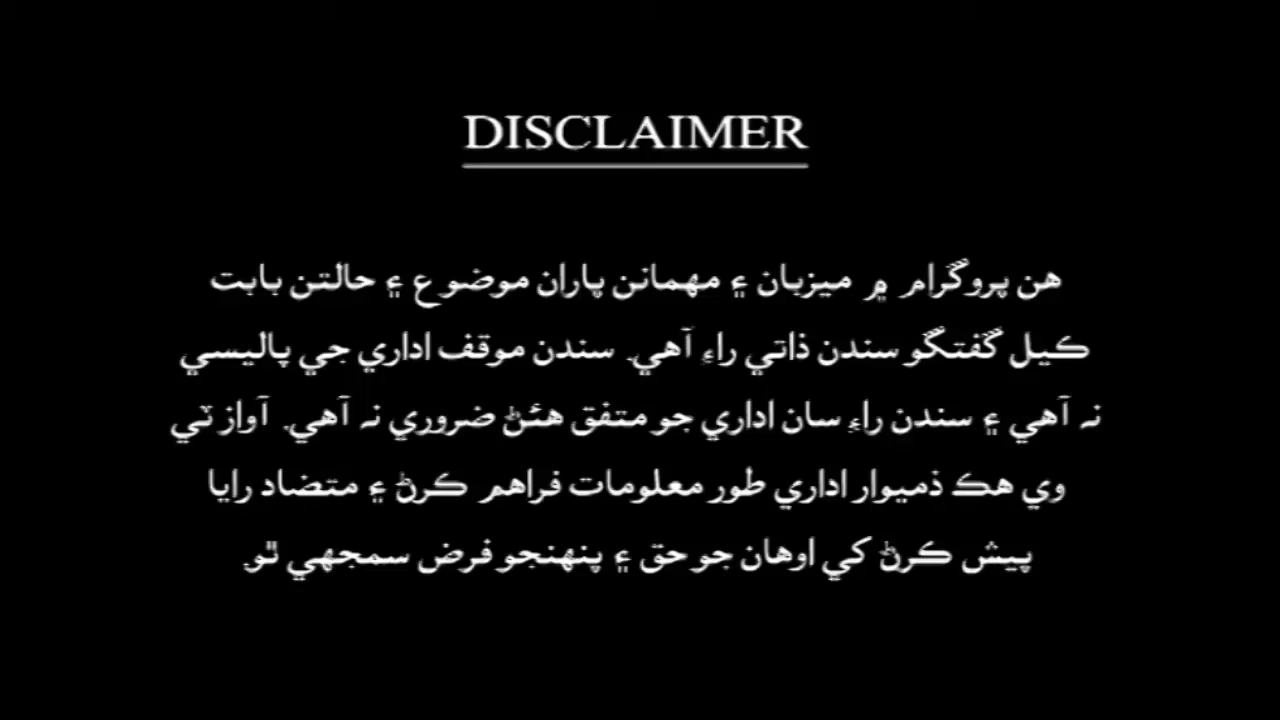 DISCLAIMER
هن پروگرام ۾ ميزبان ۽ مهمانن پاران موضوع ۽ حالتن بابت
ڪيل گفتگو سندن ذاتي راءِ آهي. سندن موقف اداري جي پاليسي
نہ آهي ۽ سندن راءِ سان اداري جو متفق هئڻ ضروري نہ آهي. آواز ٽي
وي هڪ ذميوار اداري طور معلومات فراهم ڪرڻ ۽ متضاد رايا
پيش ڪرڻ کي اوهان جو حق ۽ پنهنجو فرض سمجهي ٿو.